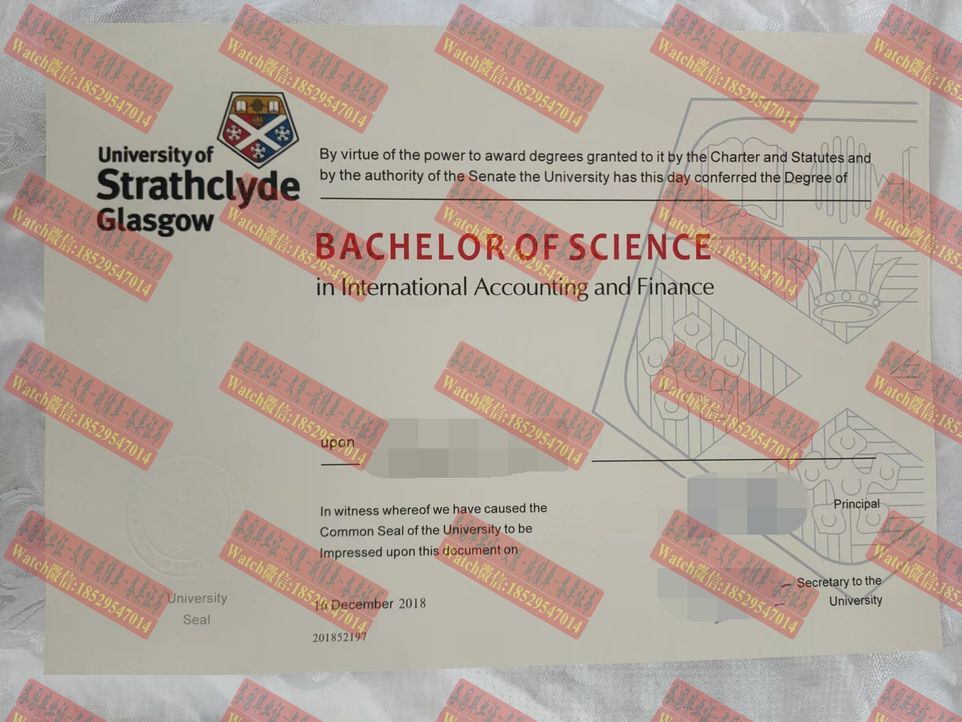 University of
Strathclyde
Glasgow
By virtue of the power to award degrees granted to it by the Charter and Statutes and
by the authority of the Senate the University has this day conferred the Degree of
BACHELOR OF SCIENCE
in International Accounting and Finance
upon
In witness whereof we have caused the
Common Seal of the University to be
Impressed upon this document on
Principal
Secretary to the
University
University
Seal
December 2018
201852197
Watch微信:18529547014